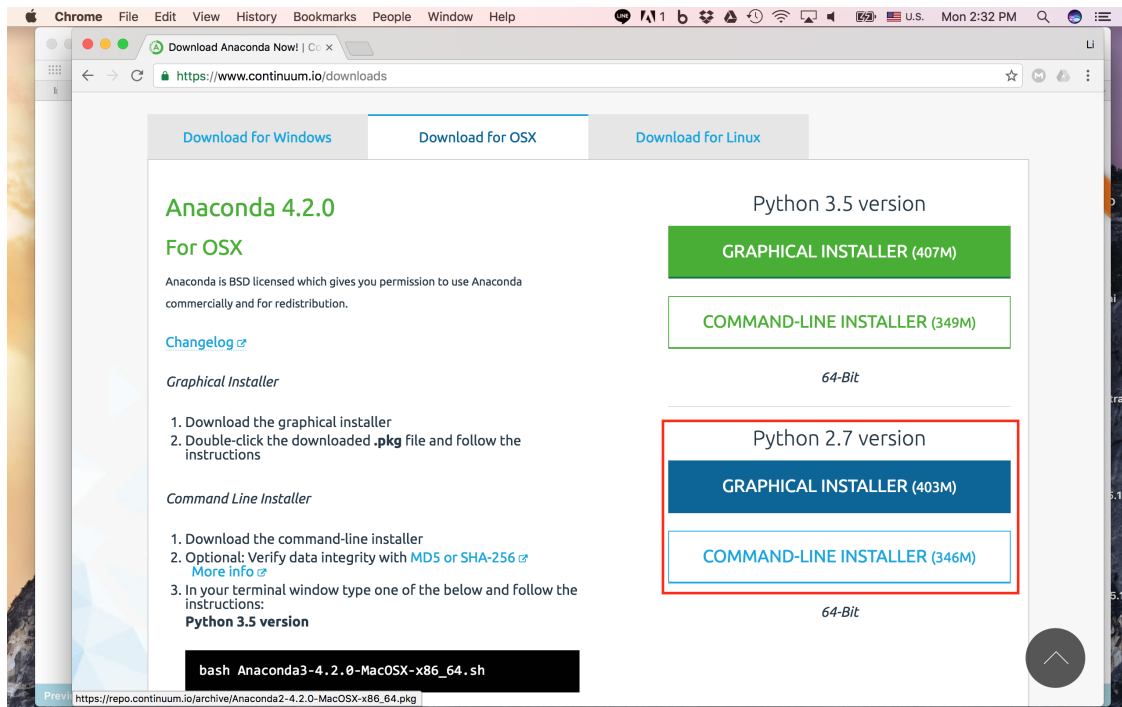 Chrome File Edit View History Bookmarks People Window Help LINE 1 U.S. Mon 2:32 PM
Download Anaconda Now! | Co Li
https://www.continuum.io/downloads
Download for Windows Download for OSX Download for Linux
Anaconda 4.2.0
For OSX
Anaconda is BSD licensed which gives you permission to use Anaconda
commercially and for redistribution.
Changelog
Graphical Installer
1. Download the graphical installer
2. Double-click the downloaded .pkg file and follow the
instructions
Command Line Installer
1. Download the command-line installer
2. Optional: Verify data integrity with MD5 or SHA-256
More info
3. In your terminal window type one of the below and follow the
instructions:
Python 3.5 version
bash Anaconda3-4.2.0-MacOSX-x86_64.sh
Python 3.5 version
GRAPHICAL INSTALLER (407M)
COMMAND-LINE INSTALLER (349M)
64-Bit
Python 2.7 version
GRAPHICAL INSTALLER (403M)
COMMAND-LINE INSTALLER (346M)
64-Bit
https://repo.continuum.io/archive/Anaconda2-4.2.0-MacOSX-x86_64.pkg